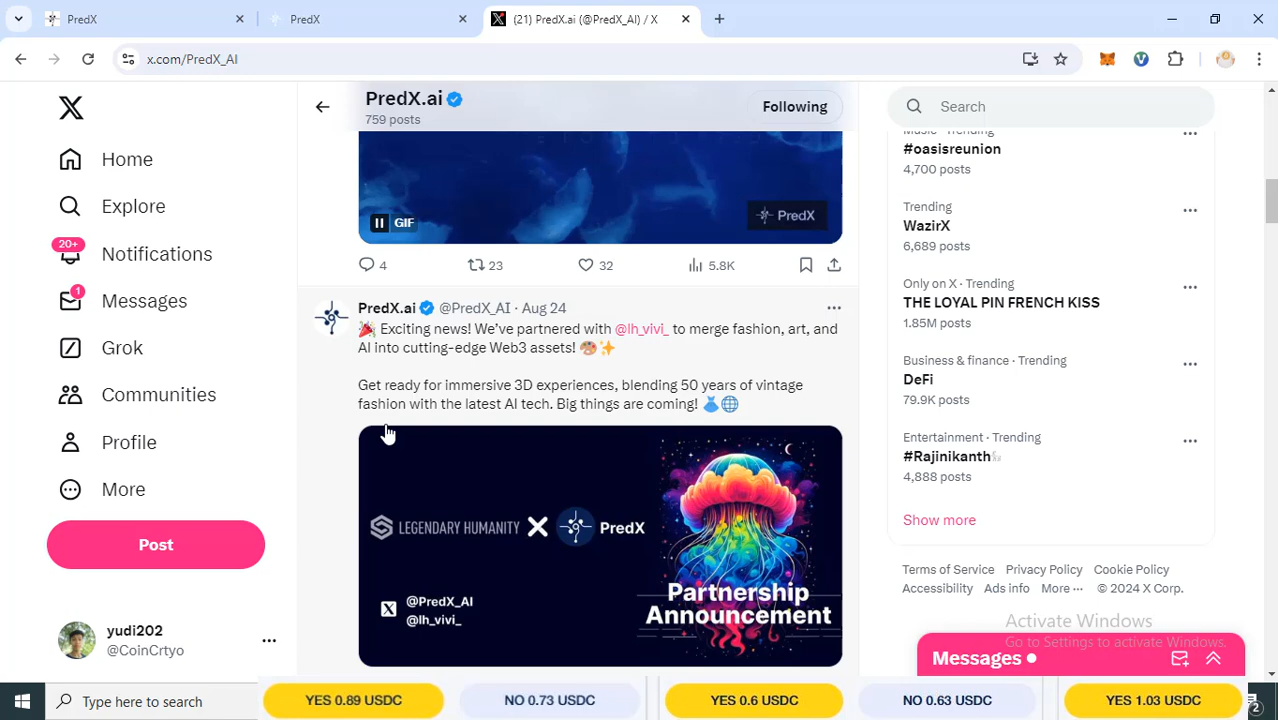 PredX
PredX
(21) PredX.ai (@PredX_AI) / X
x.com/PredX_AI
PredX.ai
759 posts
Following
Search
Home
Explore
20+
Notifications
1
Messages
Grok
Communities
Profile
More
Post
@CoinCrtyo
GIF
PredX
4
23
32
5.8K
PredX.ai @PredX_AI · Aug 24
🎉 Exciting news! We've partnered with @lh_vivi_ to merge fashion, art, and
AI into cutting-edge Web3 assets! 🎨✨
Get ready for immersive 3D experiences, blending 50 years of vintage
fashion with the latest AI tech. Big things are coming! 👗🌐
LEGENDARY HUMANITY X PredX
@PredX_AI
@lh_vivi_
Partnership
Announcement
Music · Trending
#oasisreunion
4,700 posts
Trending
WazirX
6,689 posts
Only on X · Trending
THE LOYAL PIN FRENCH KISS
1.85M posts
Business & finance · Trending
DeFi
79.9K posts
Entertainment · Trending
#Rajinikanth
4,888 posts
Show more
Terms of Service Privacy Policy Cookie Policy
Accessibility Ads info More ··· © 2024 X Corp.
Activate Windows
Go to Settings to activate Windows.
Messages
Type here to search
YES 0.89 USDC
NO 0.73 USDC
YES 0.6 USDC
NO 0.63 USDC
YES 1.03 USDC
2